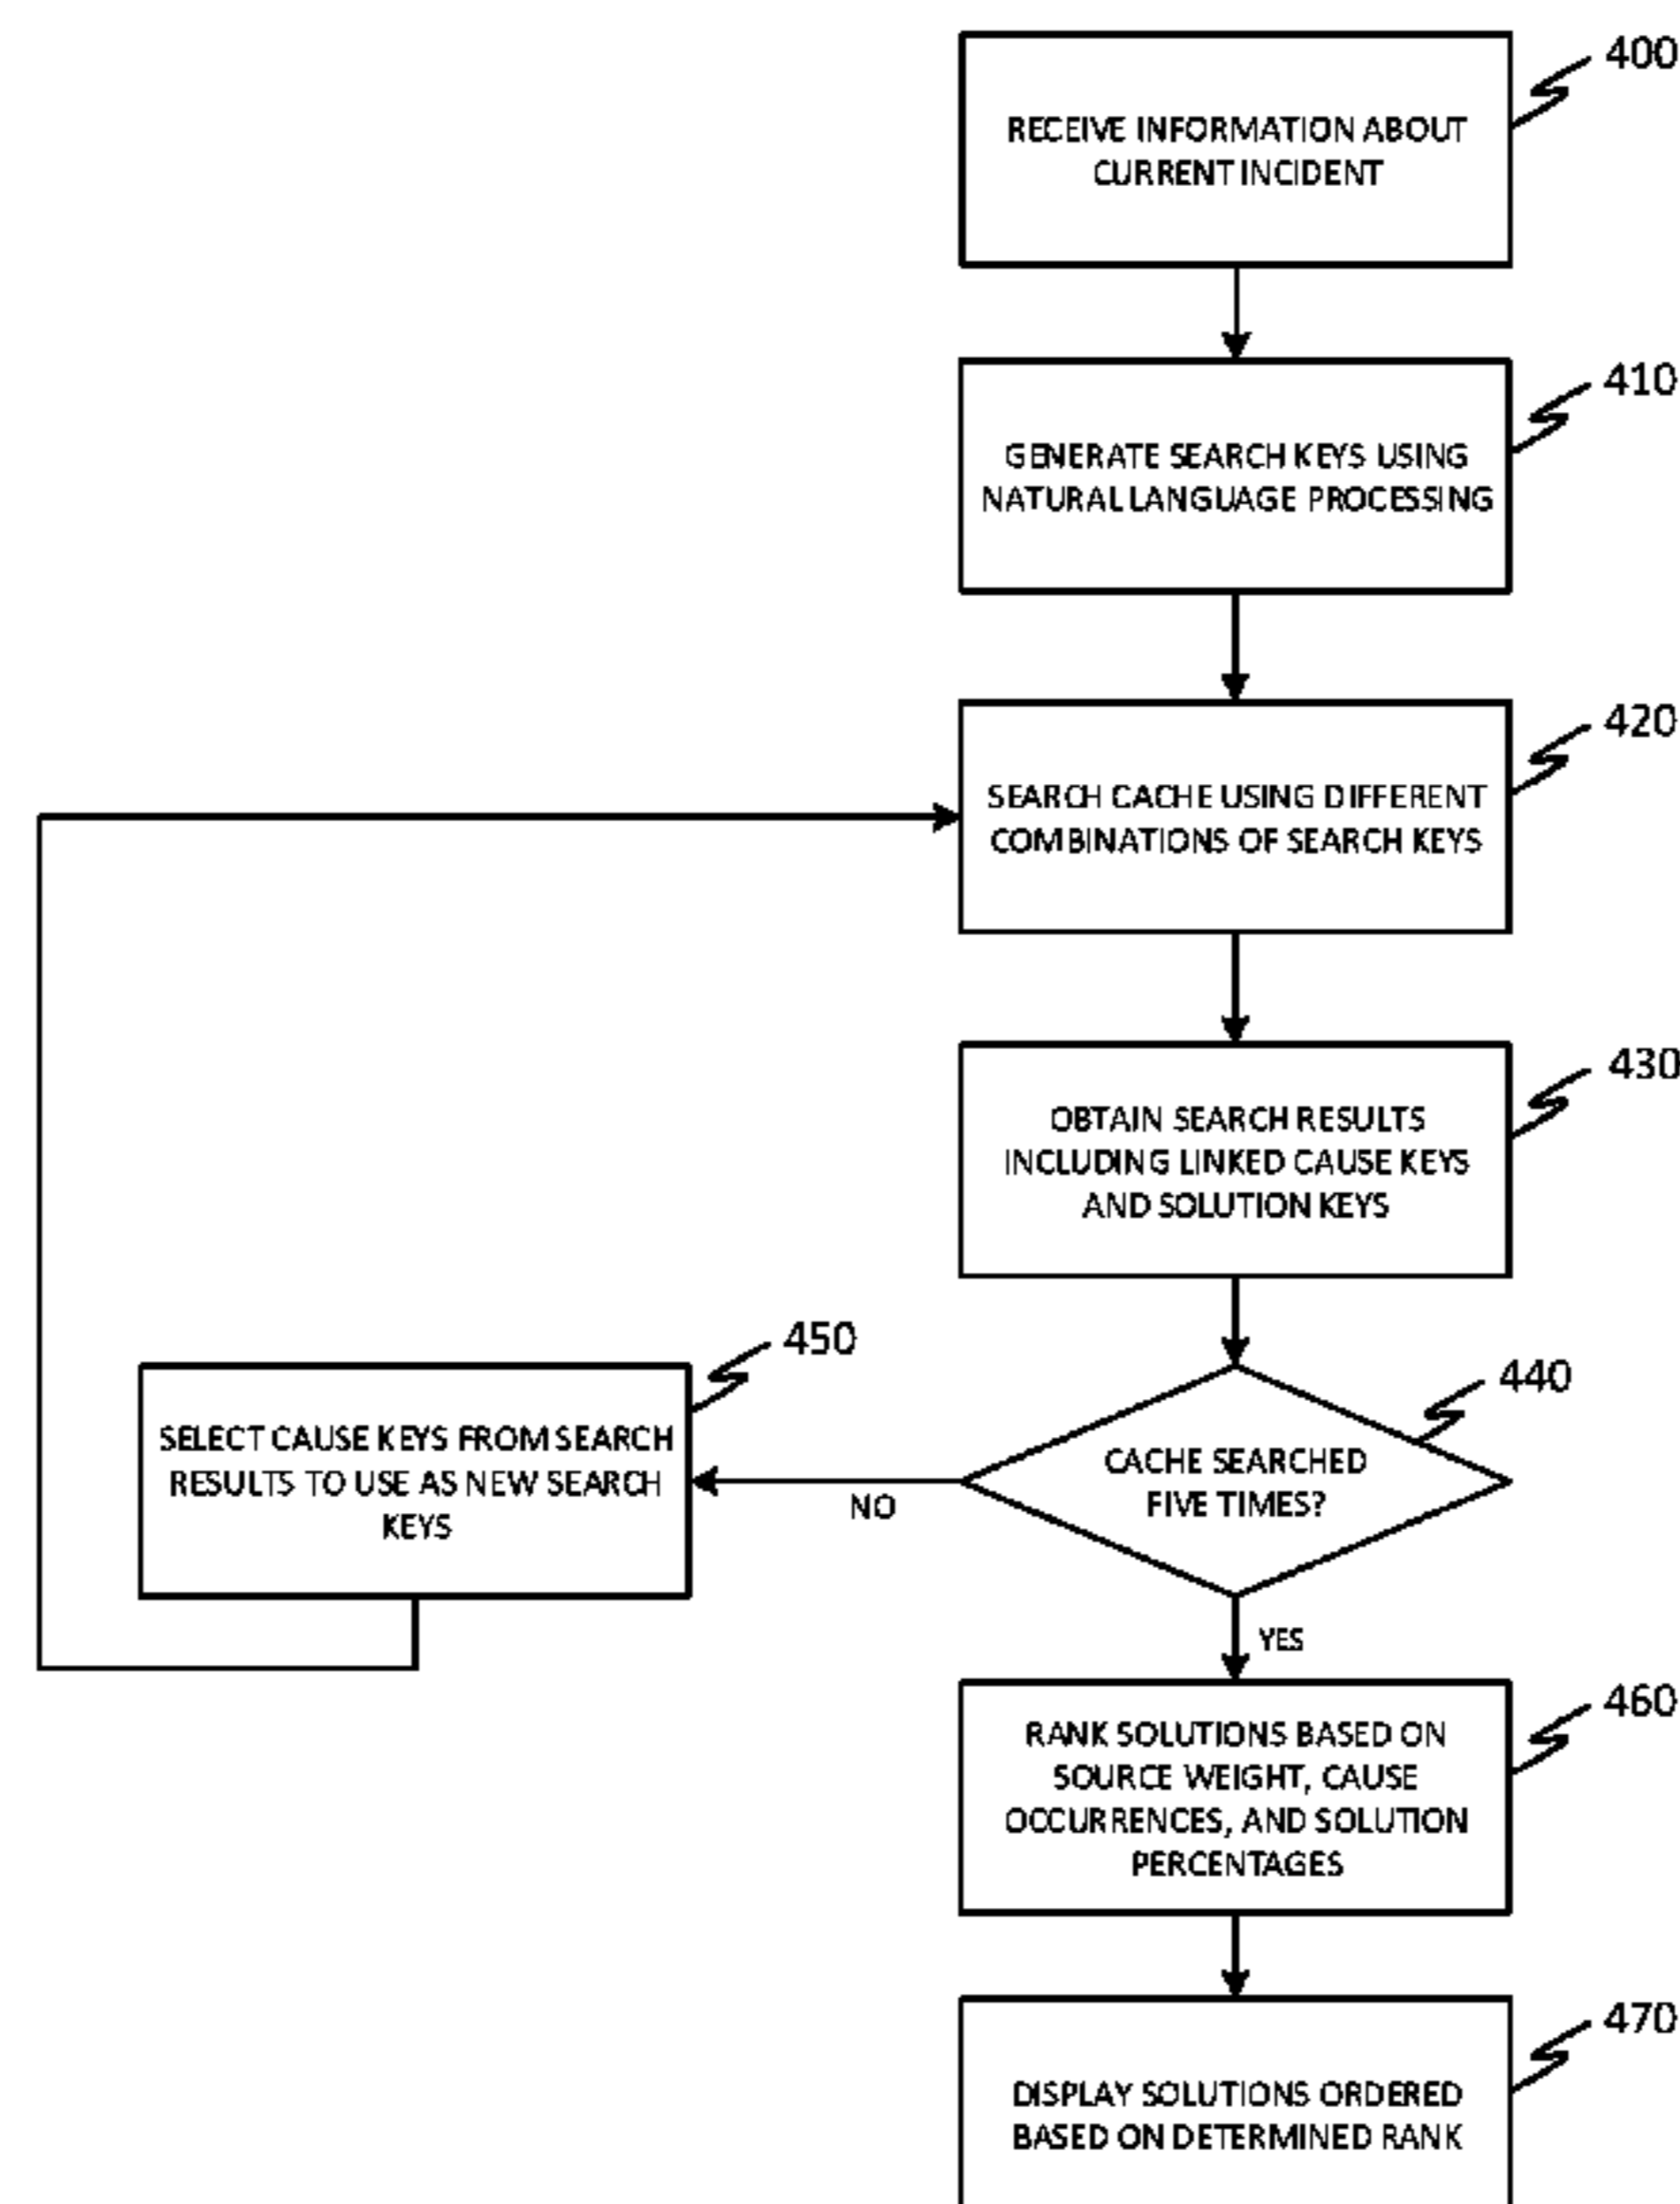 400
RECEIVE INFORMATION ABOUT
CURRENT INCIDENT
410
GENERATE SEARCH KEYS USING
NATURAL LANGUAGE PROCESSING
420
SEARCH CACHE USING DIFFERENT
COMBINATIONS OF SEARCH KEYS
430
OBTAIN SEARCH RESULTS
INCLUDING LINKED CAUSE KEYS
AND SOLUTION KEYS
440
CACHE SEARCHED
FIVE TIMES?
NO
450
SELECT CAUSE KEYS FROM SEARCH
RESULTS TO USE AS NEW SEARCH
KEYS
YES
460
RANK SOLUTIONS BASED ON
SOURCE WEIGHT, CAUSE
OCCURRENCES, AND SOLUTION
PERCENTAGES
470
DISPLAY SOLUTIONS ORDERED
BASED ON DETERMINED RANK